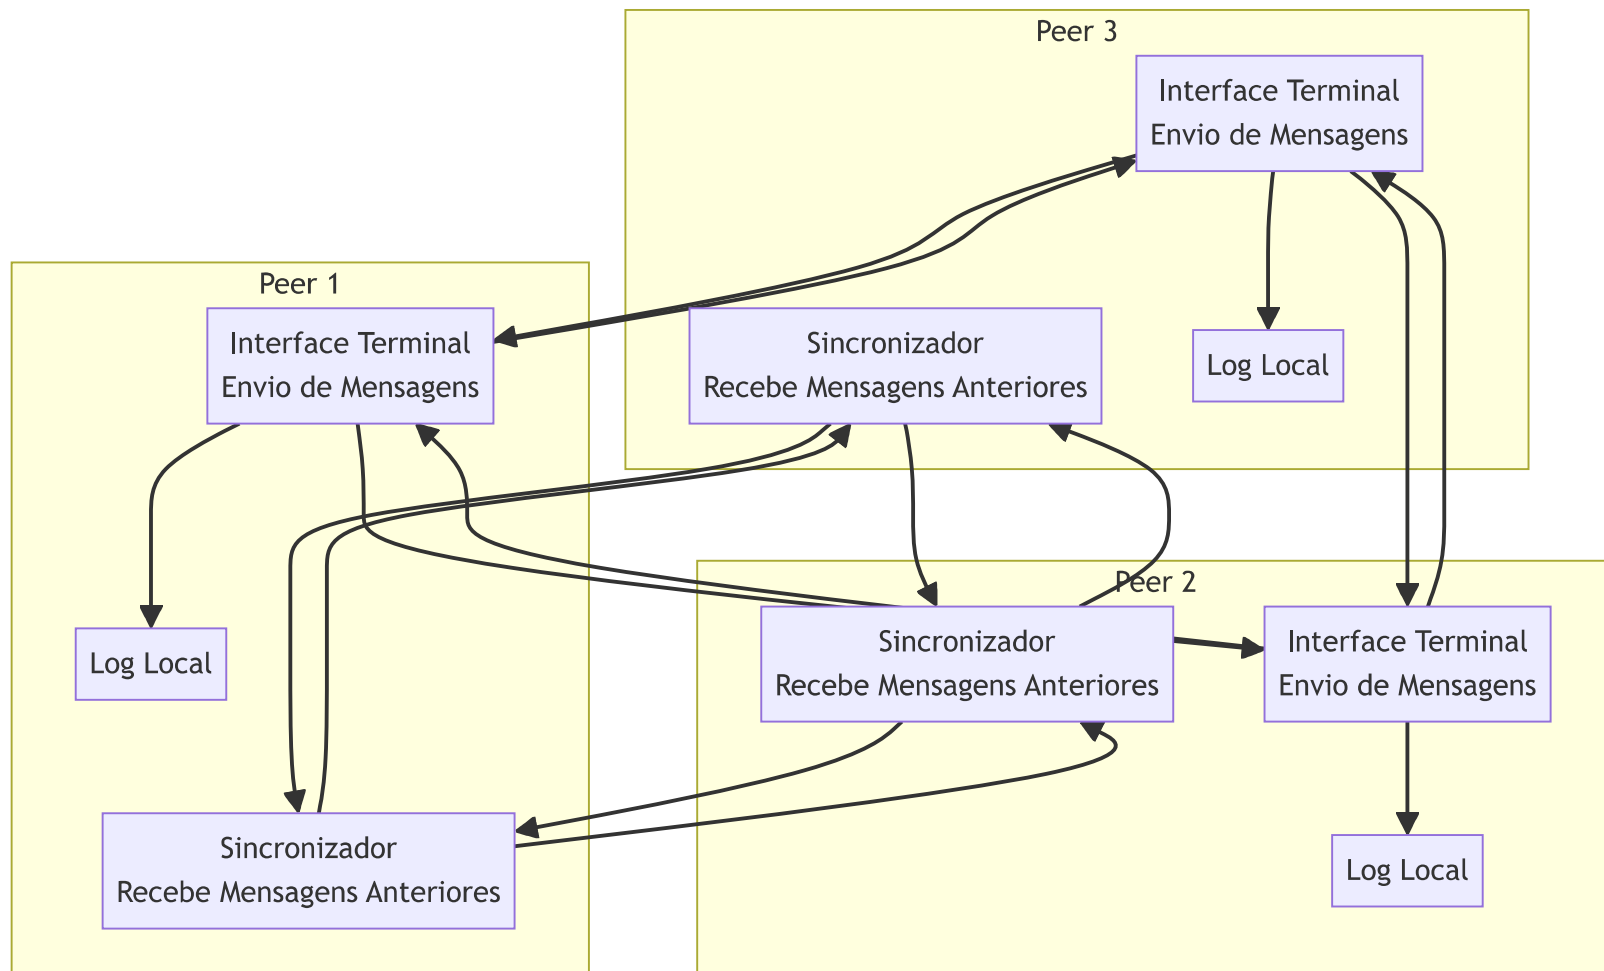 Peer 3
Interface Terminal
Envio de Mensagens
Sincronizador
Recebe Mensagens Anteriores
Log Local
Peer 1
Interface Terminal
Envio de Mensagens
Log Local
Sincronizador
Recebe Mensagens Anteriores
Peer 2
Sincronizador
Recebe Mensagens Anteriores
Interface Terminal
Envio de Mensagens
Log Local